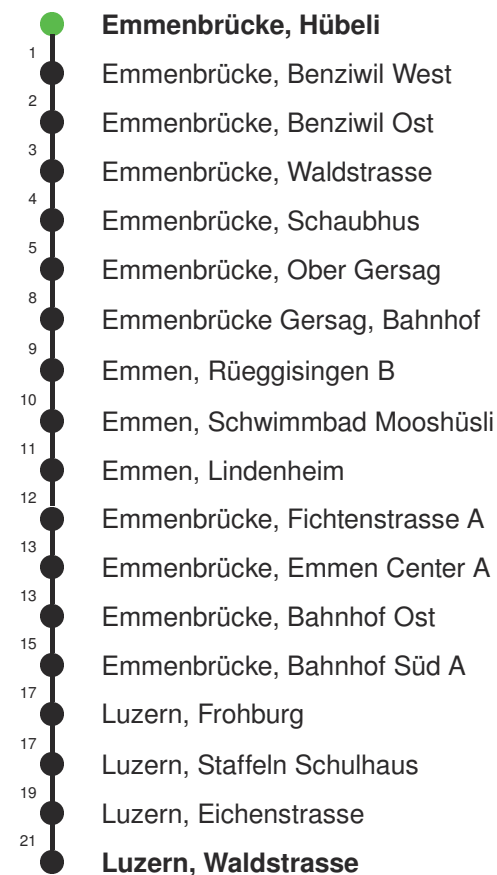 Emmenbrücke, Hübeli
1
Emmenbrücke, Benziwil West
2
Emmenbrücke, Benziwil Ost
3
Emmenbrücke, Waldstrasse
4
Emmenbrücke, Schaubhus
5
Emmenbrücke, Ober Gersag
8
Emmenbrücke Gersag, Bahnhof
9
Emmen, Rüeggisingen B
10
Emmen, Schwimmbad Mooshüsli
11
Emmen, Lindenheim
12
Emmenbrücke, Fichtenstrasse A
13
Emmenbrücke, Emmen Center A
13
Emmenbrücke, Bahnhof Ost
15
Emmenbrücke, Bahnhof Süd A
17
Luzern, Frohburg
17
Luzern, Staffeln Schulhaus
19
Luzern, Eichenstrasse
21
Luzern, Waldstrasse